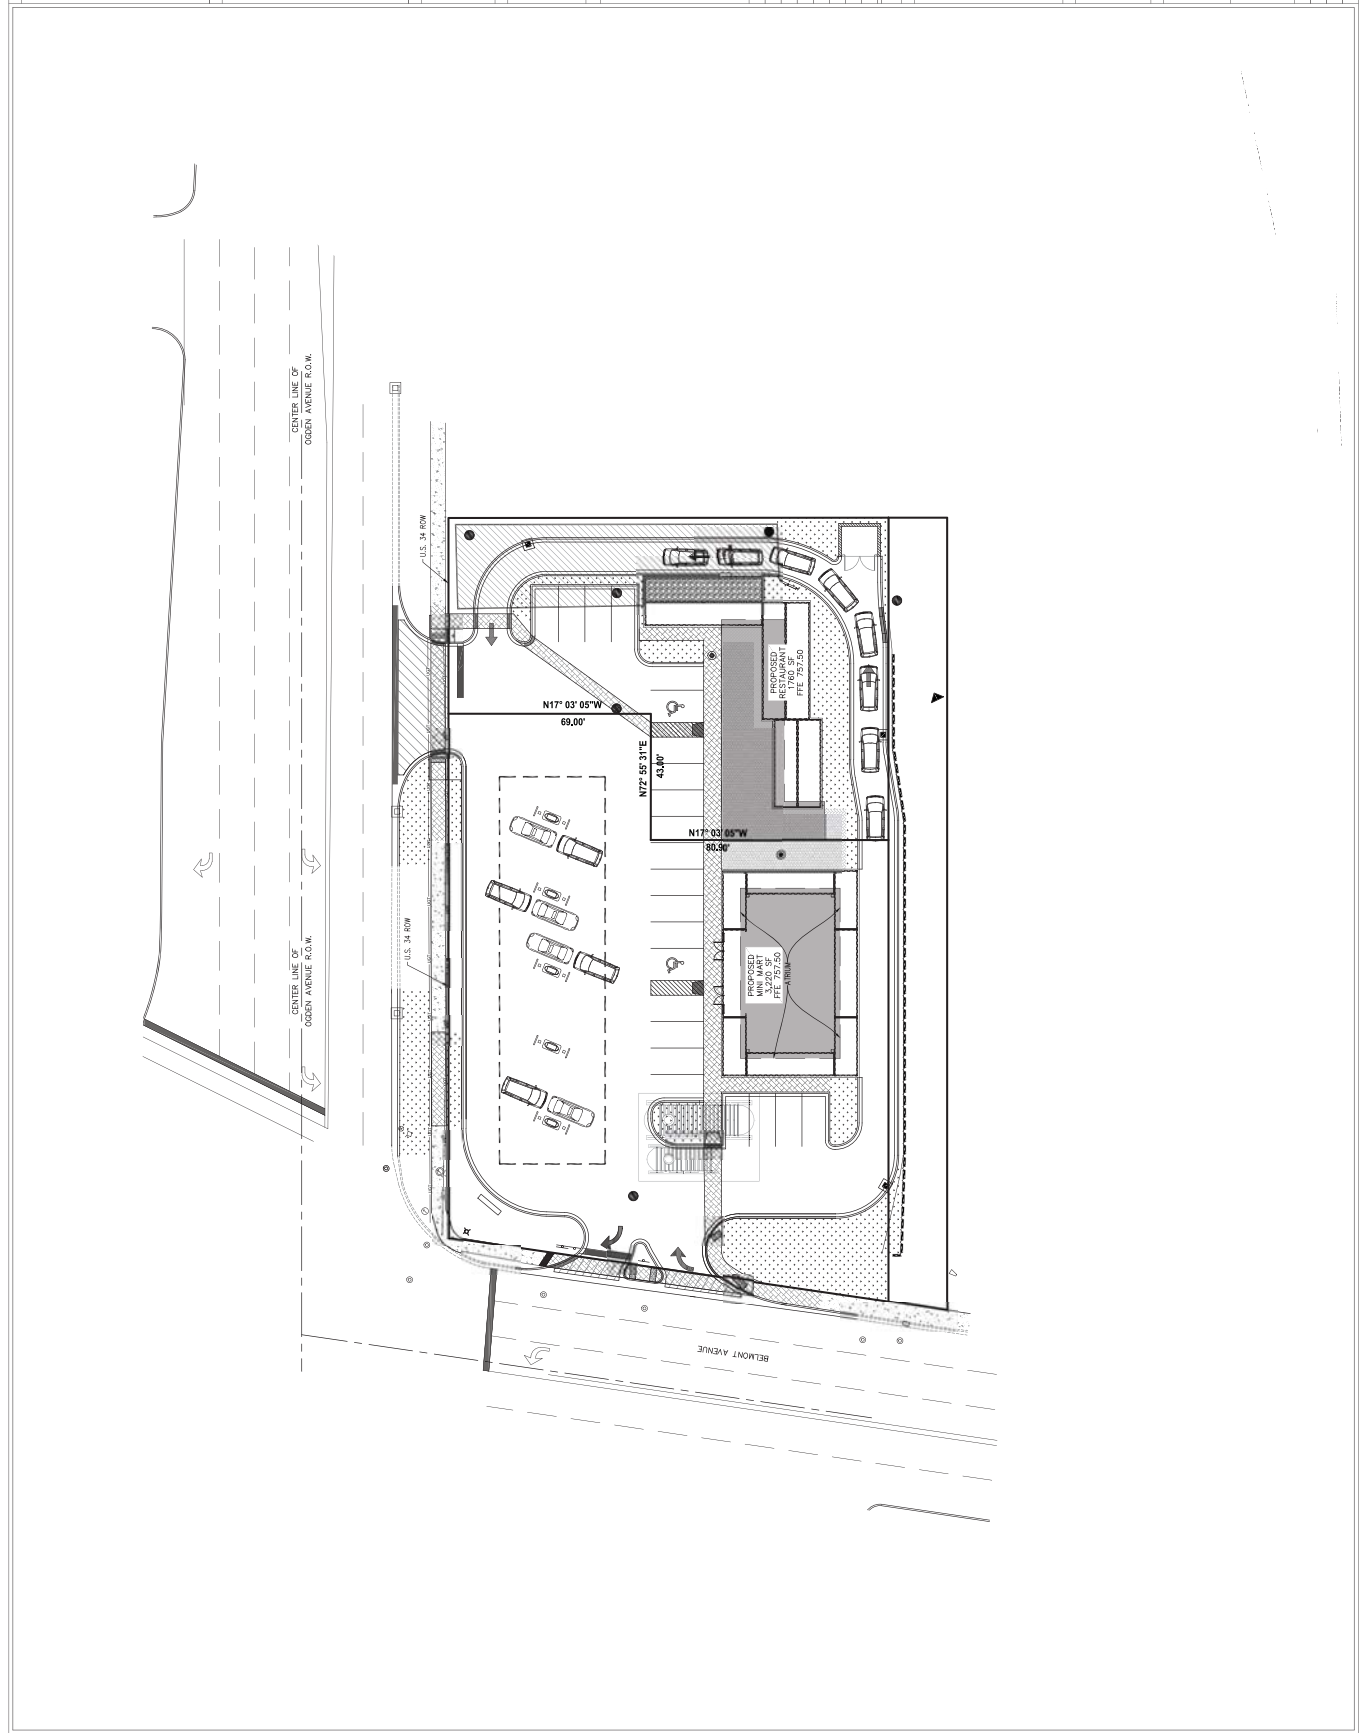 CENTER LINE OF
OGDEN AVENUE R.O.W.
U.S. 34 ROW
PROPOSED
RESTAURANT
1760 SF
FFE 757.50
N17° 03' 05"W
69.00'
N72° 55' 31"E
43.00'
N17° 03' 05"W
80.90'
CENTER LINE OF
OGDEN AVENUE R.O.W.
U.S. 34 ROW
PROPOSED
MINI MART
3,220 SF
FFE 757.50
ATRIUM
BELMONT AVENUE